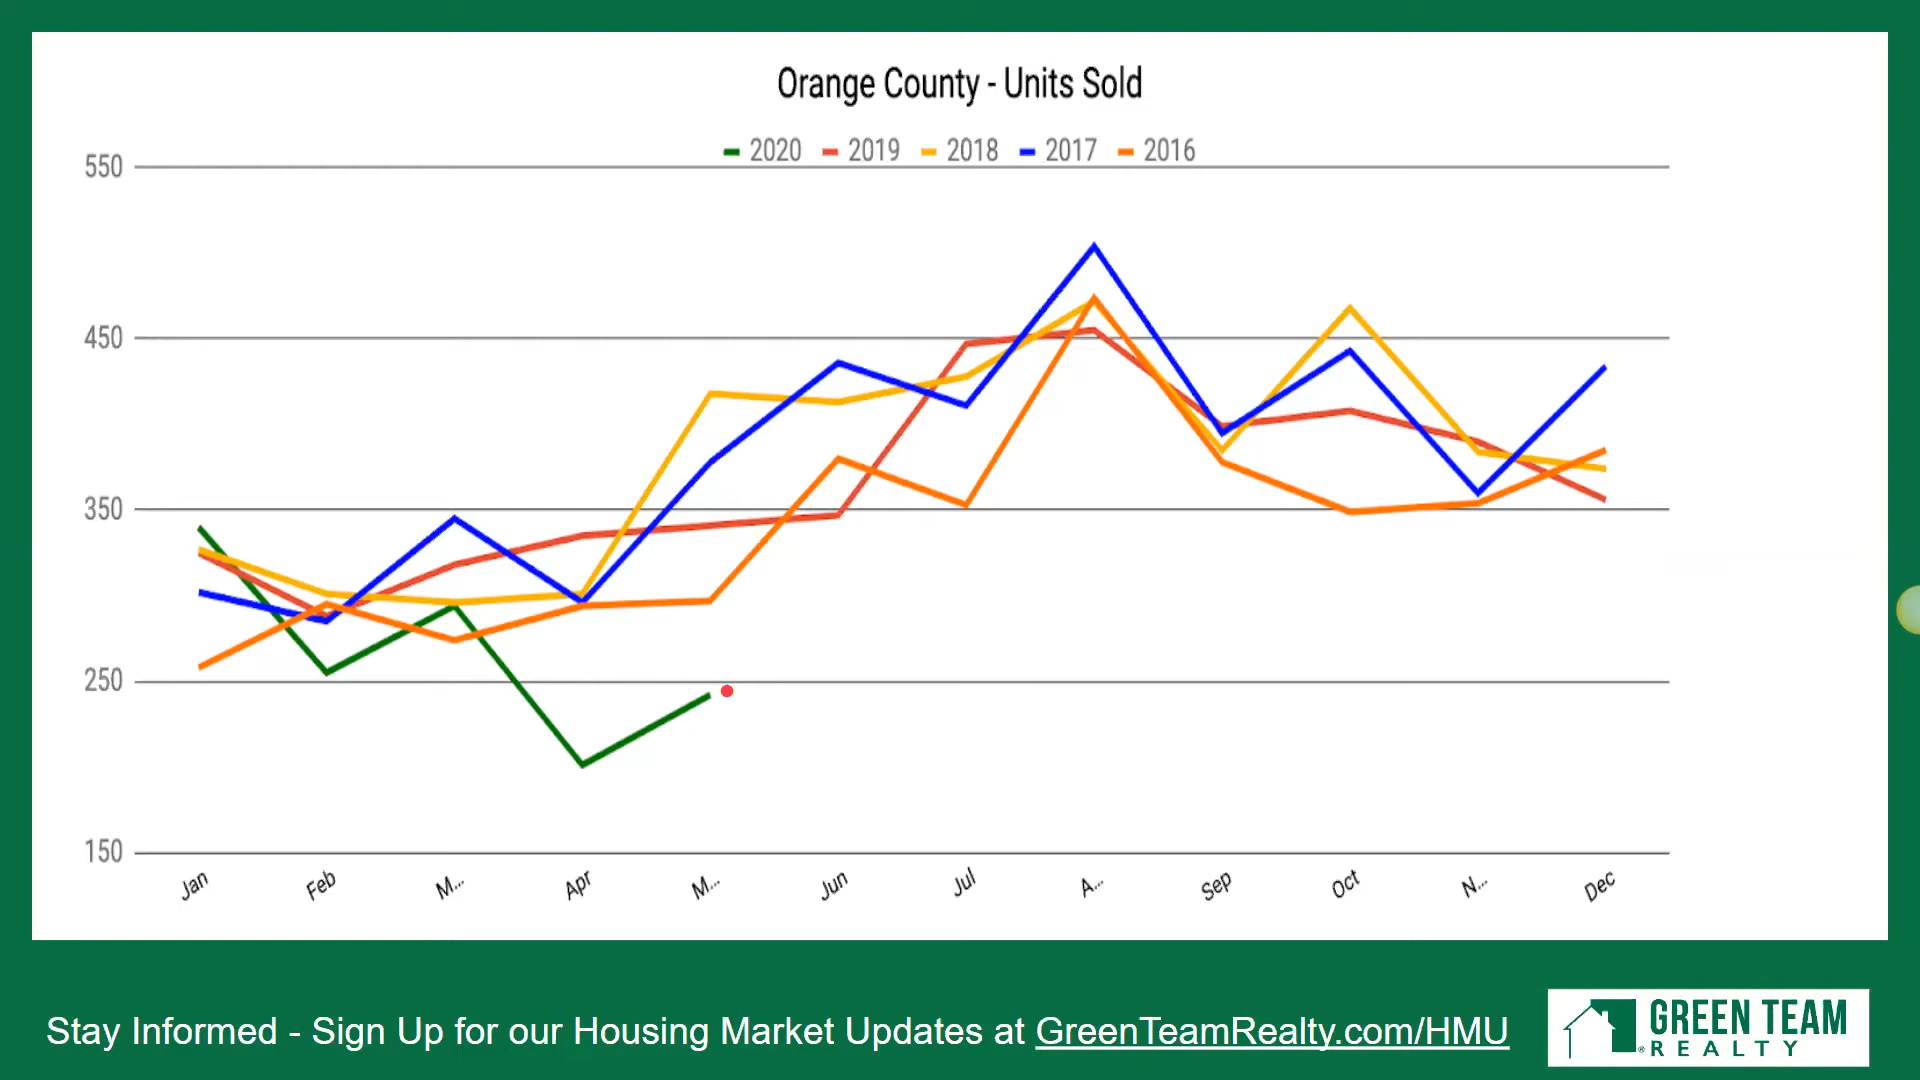 Orange County - Units Sold
2020 2019 2018 2017 2016
550
450
350
250
150
Jan Feb M... Apr M... Jun Jul A... Sep Oct N... Dec
Stay Informed - Sign Up for our Housing Market Updates at GreenTeamRealty.com/HMU
GREEN TEAM
® REALTY